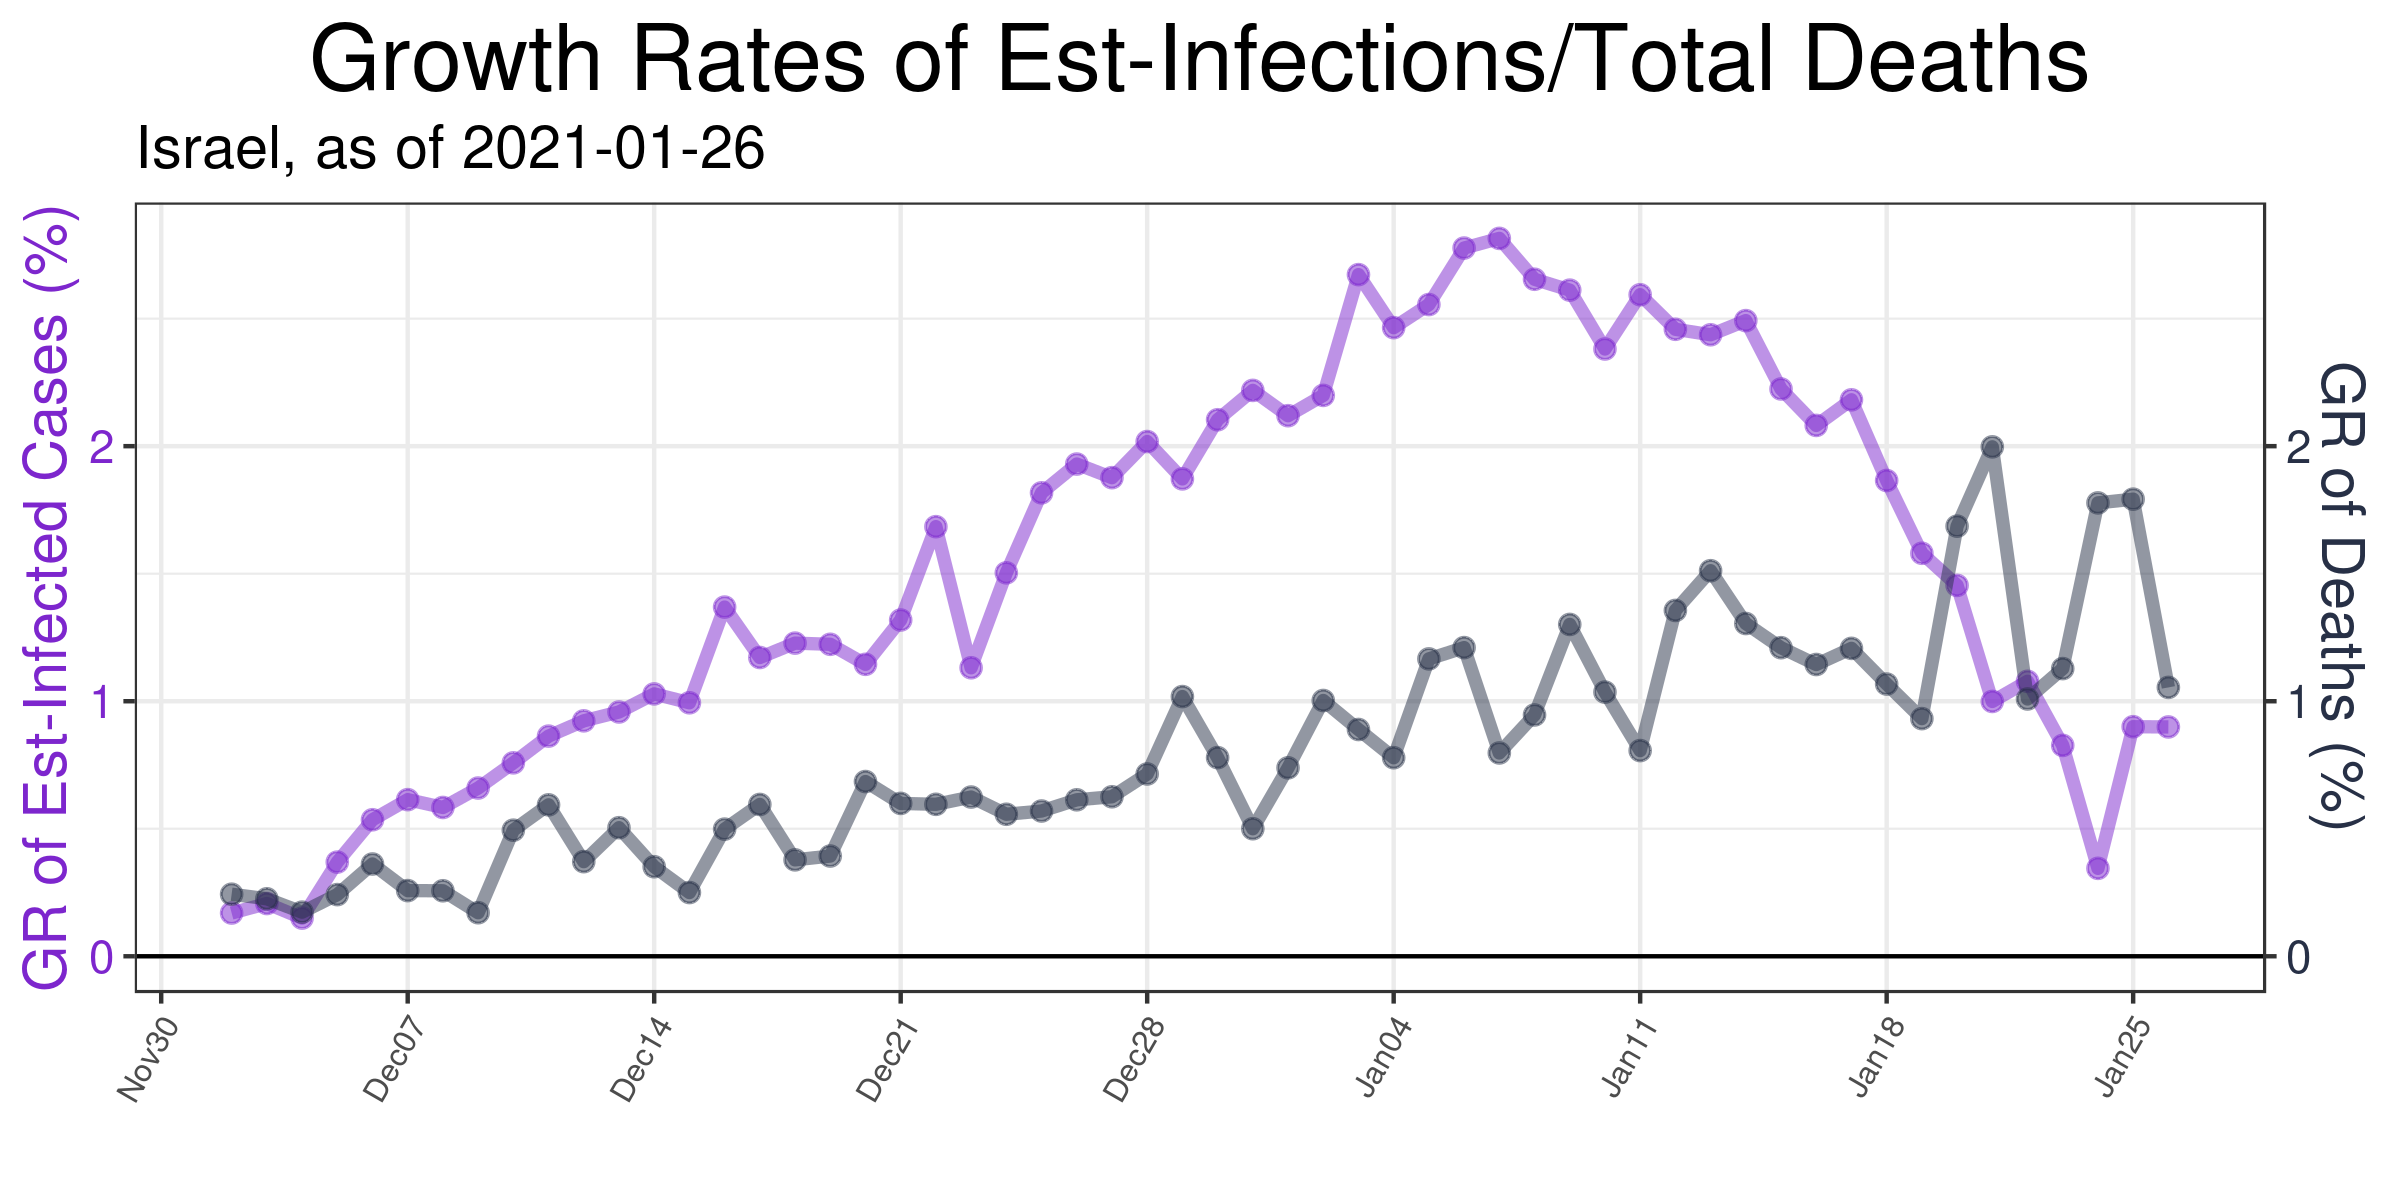 Growth Rates of Est-Infections/Total Deaths
Israel, as of 2021-01-26
GR of Est-Infected Cases (%)
2
1
0
2
1
0
GR of Deaths (%)
Nov30
Dec07
Dec14
Dec21
Dec28
Jan04
Jan11
Jan18
Jan25